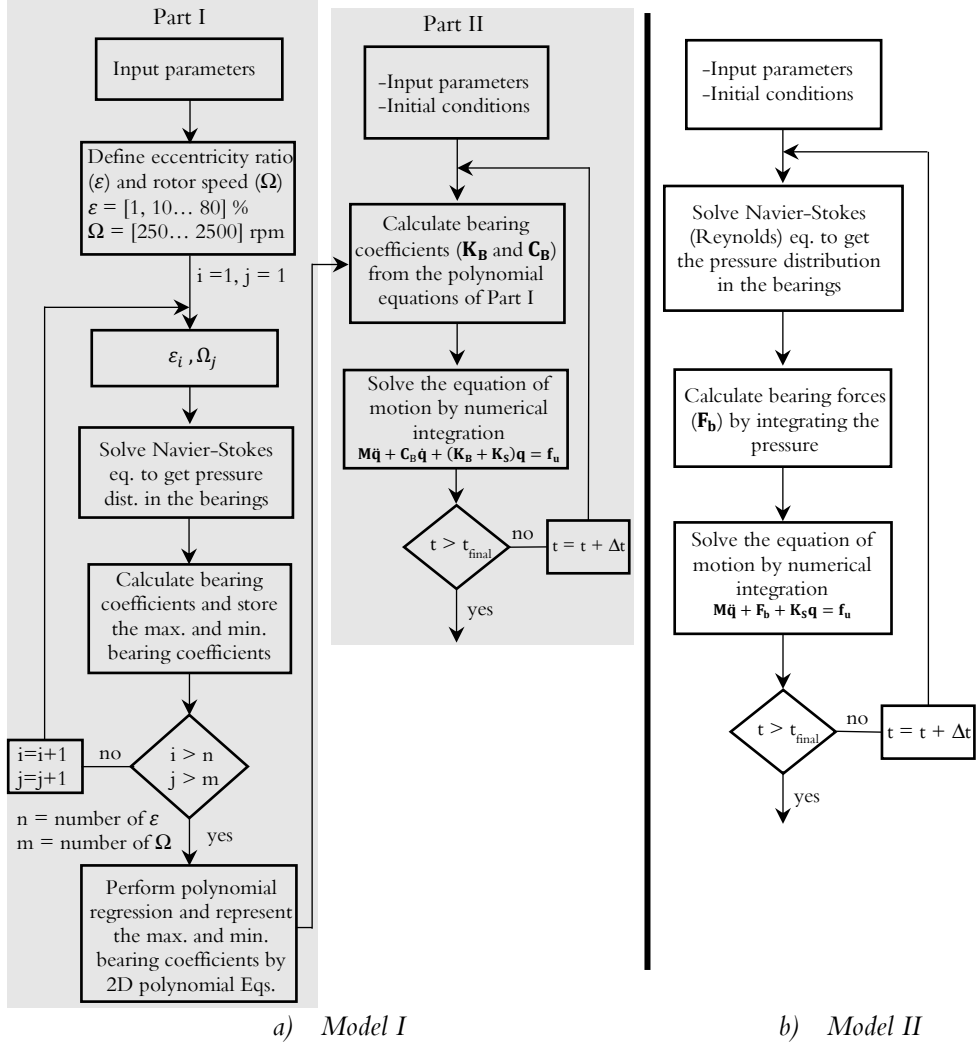 Part I
Input parameters
Define eccentricity ratio
(ε) and rotor speed (Ω)
ε = [1, 10… 80] %
Ω = [250… 2500] rpm
i =1, j = 1
εi , Ωj
Solve Navier-Stokes
eq. to get pressure
dist. in the bearings
Calculate bearing
coefficients and store
the max. and min.
bearing coefficients
i > n
j > m
no
i=i+1
j=j+1
n = number of ε
m = number of Ω
yes
Perform polynomial
regression and represent
the max. and min.
bearing coefficients by
2D polynomial Eqs.
Part II
-Input parameters
-Initial conditions
Calculate bearing
coefficients (KB and CB)
from the polynomial
equations of Part I
Solve the equation of
motion by numerical
integration
Mq̈ + CBq̇ + (KB + KS)q = fu
t > tfinal
no
t = t + Δt
yes
a) Model I
-Input parameters
-Initial conditions
Solve Navier-Stokes
(Reynolds) eq. to get
the pressure distribution
in the bearings
Calculate bearing forces
(Fb) by integrating the
pressure
Solve the equation of
motion by numerical
integration
Mq̈ + Fb + KSq = fu
t > tfinal
no
t = t + Δt
yes
b) Model II